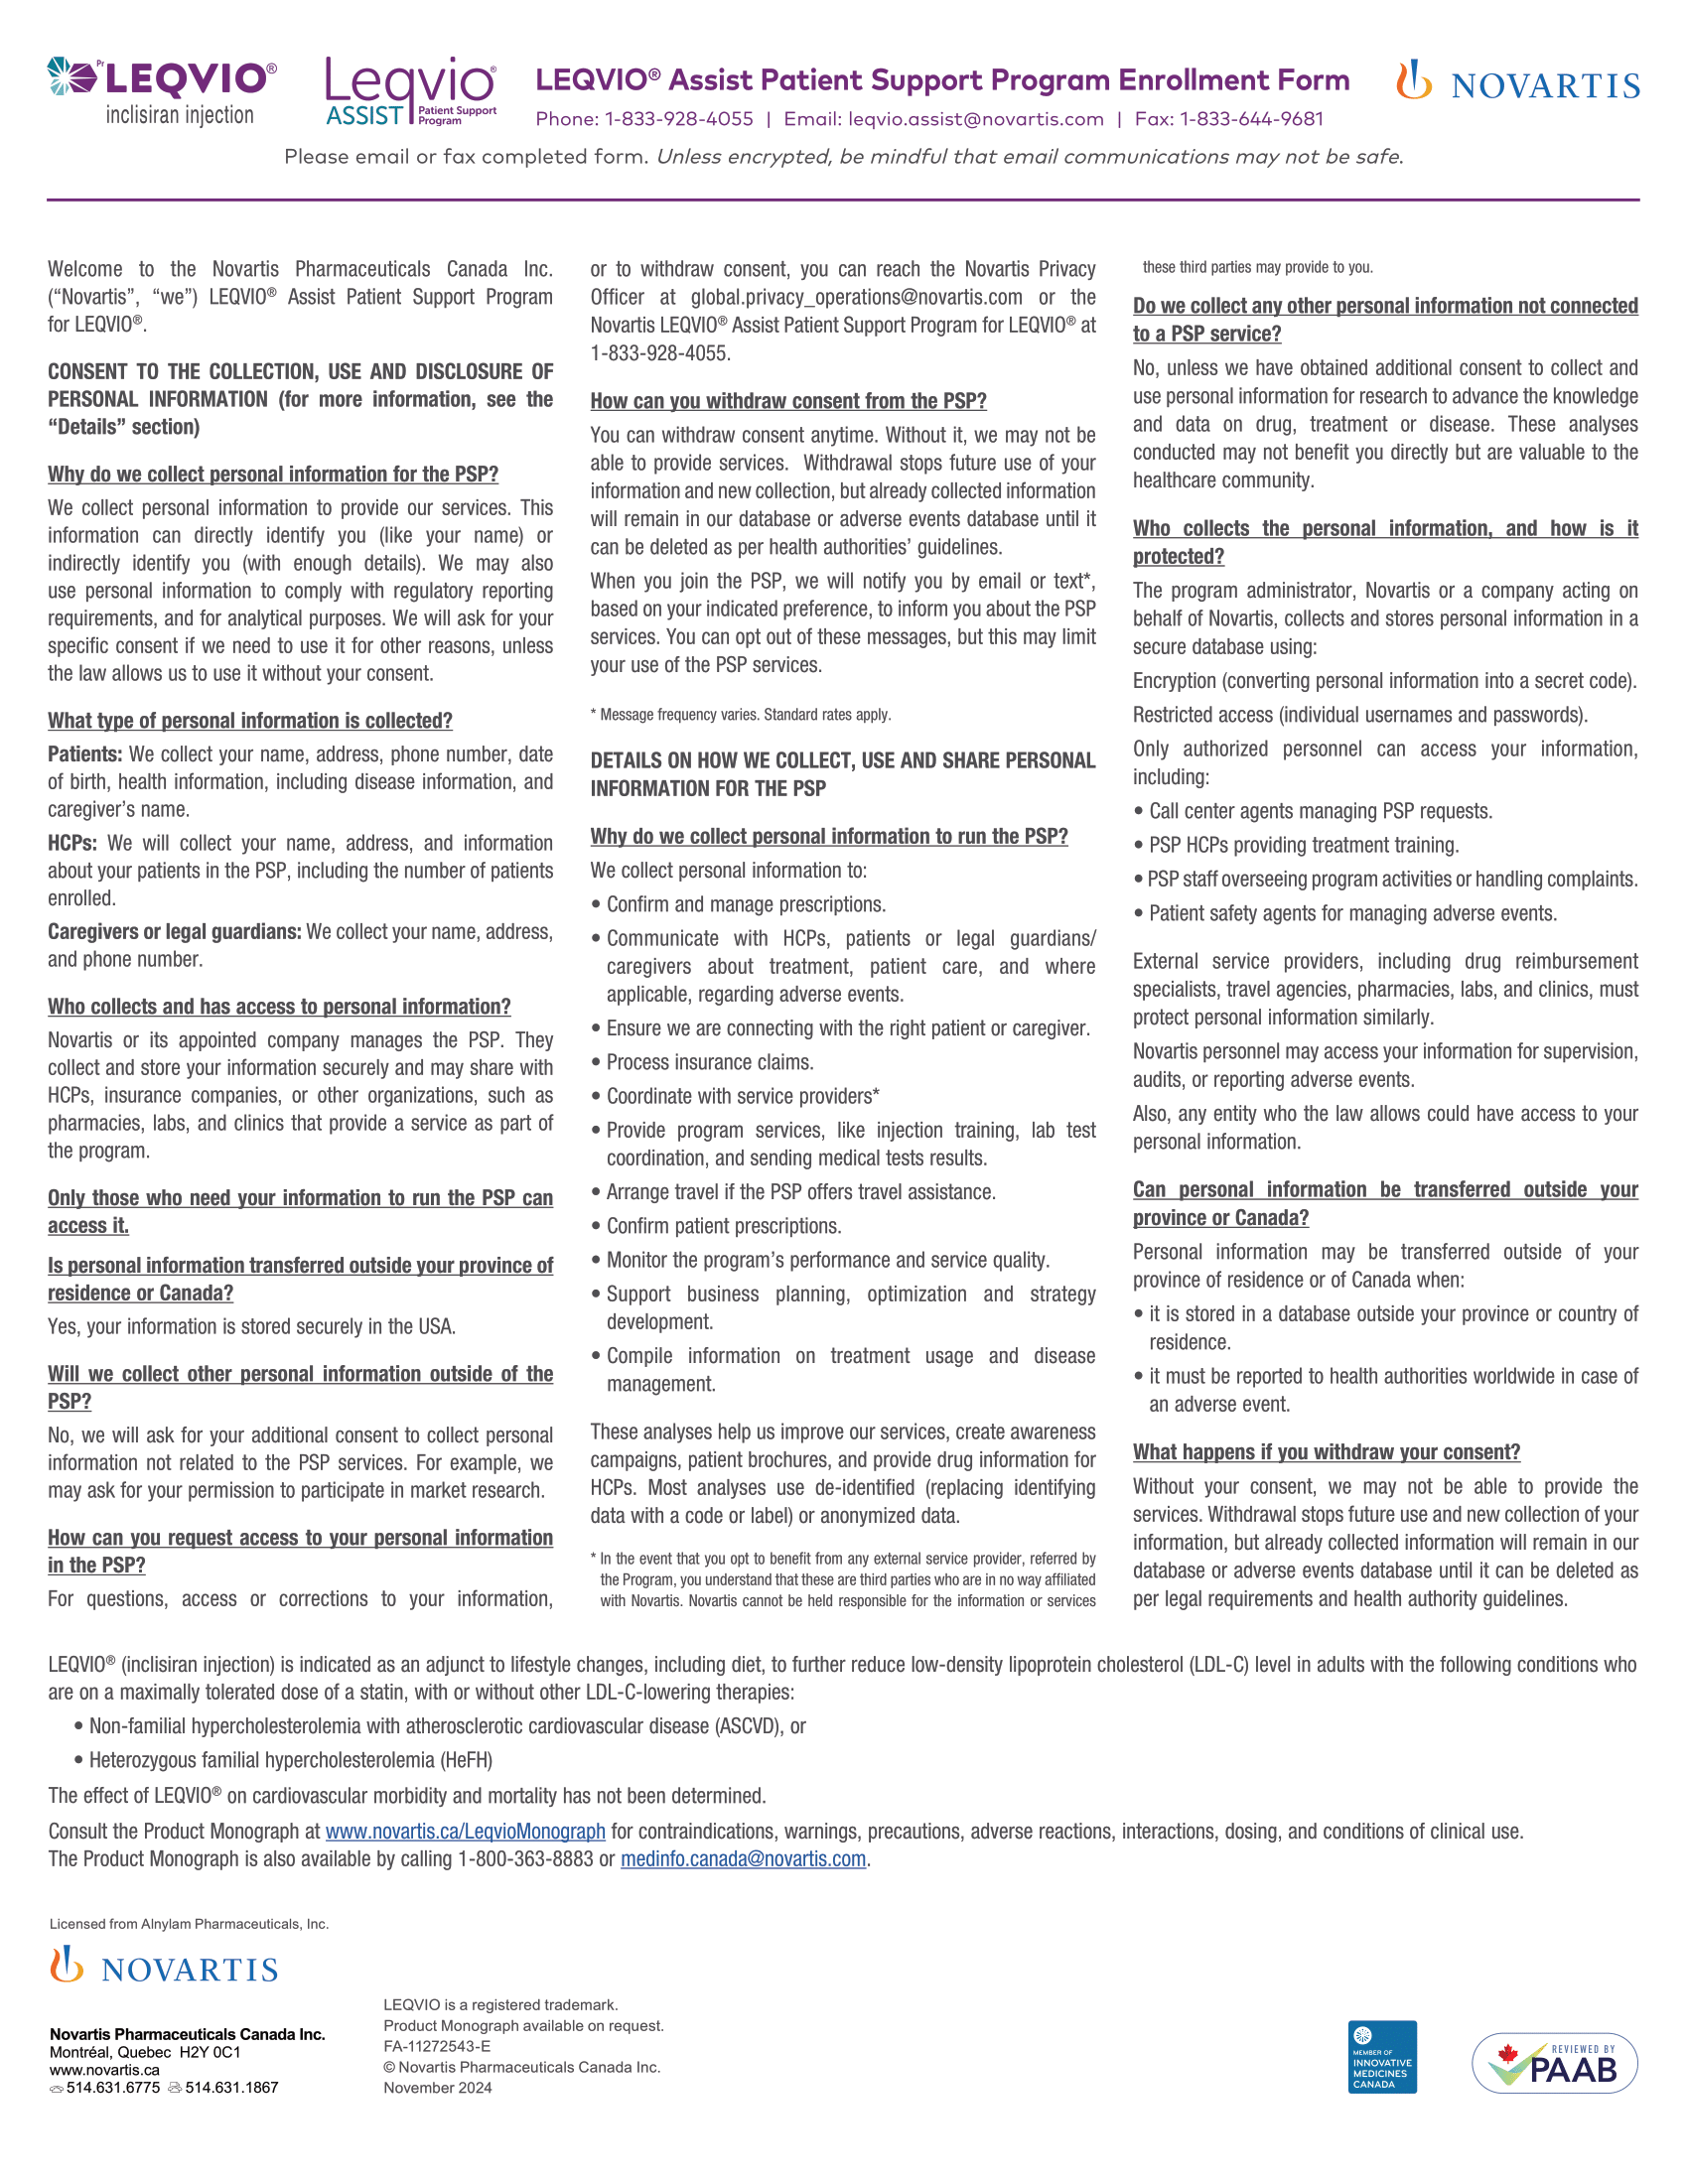 Pr LEQVIO®
inclisiran injection
Leqvio®
ASSIST Patient Support Program
LEQVIO® Assist Patient Support Program Enrollment Form
Phone: 1-833-928-4055 | Email: leqvio.assist@novartis.com | Fax: 1-833-644-9681
NOVARTIS
Please email or fax completed form. Unless encrypted, be mindful that email communications may not be safe.
Welcome to the Novartis Pharmaceuticals Canada Inc.
(“Novartis”, “we”) LEQVIO® Assist Patient Support Program
for LEQVIO®.
CONSENT TO THE COLLECTION, USE AND DISCLOSURE OF
PERSONAL INFORMATION (for more information, see the
“Details” section)
Why do we collect personal information for the PSP?
We collect personal information to provide our services. This
information can directly identify you (like your name) or
indirectly identify you (with enough details). We may also
use personal information to comply with regulatory reporting
requirements, and for analytical purposes. We will ask for your
specific consent if we need to use it for other reasons, unless
the law allows us to use it without your consent.
What type of personal information is collected?
Patients: We collect your name, address, phone number, date
of birth, health information, including disease information, and
caregiver’s name.
HCPs: We will collect your name, address, and information
about your patients in the PSP, including the number of patients
enrolled.
Caregivers or legal guardians: We collect your name, address,
and phone number.
Who collects and has access to personal information?
Novartis or its appointed company manages the PSP. They
collect and store your information securely and may share with
HCPs, insurance companies, or other organizations, such as
pharmacies, labs, and clinics that provide a service as part of
the program.
Only those who need your information to run the PSP can
access it.
Is personal information transferred outside your province of
residence or Canada?
Yes, your information is stored securely in the USA.
Will we collect other personal information outside of the
PSP?
No, we will ask for your additional consent to collect personal
information not related to the PSP services. For example, we
may ask for your permission to participate in market research.
How can you request access to your personal information
in the PSP?
For questions, access or corrections to your information,
or to withdraw consent, you can reach the Novartis Privacy
Officer at global.privacy_operations@novartis.com or the
Novartis LEQVIO® Assist Patient Support Program for LEQVIO® at
1-833-928-4055.
How can you withdraw consent from the PSP?
You can withdraw consent anytime. Without it, we may not be
able to provide services. Withdrawal stops future use of your
information and new collection, but already collected information
will remain in our database or adverse events database until it
can be deleted as per health authorities’ guidelines.
When you join the PSP, we will notify you by email or text*,
based on your indicated preference, to inform you about the PSP
services. You can opt out of these messages, but this may limit
your use of the PSP services.
* Message frequency varies. Standard rates apply.
DETAILS ON HOW WE COLLECT, USE AND SHARE PERSONAL
INFORMATION FOR THE PSP
Why do we collect personal information to run the PSP?
We collect personal information to:
• Confirm and manage prescriptions.
• Communicate with HCPs, patients or legal guardians/
caregivers about treatment, patient care, and where
applicable, regarding adverse events.
• Ensure we are connecting with the right patient or caregiver.
• Process insurance claims.
• Coordinate with service providers*
• Provide program services, like injection training, lab test
coordination, and sending medical tests results.
• Arrange travel if the PSP offers travel assistance.
• Confirm patient prescriptions.
• Monitor the program’s performance and service quality.
• Support business planning, optimization and strategy
development.
• Compile information on treatment usage and disease
management.
These analyses help us improve our services, create awareness
campaigns, patient brochures, and provide drug information for
HCPs. Most analyses use de-identified (replacing identifying
data with a code or label) or anonymized data.
* In the event that you opt to benefit from any external service provider, referred by
the Program, you understand that these are third parties who are in no way affiliated
with Novartis. Novartis cannot be held responsible for the information or services
these third parties may provide to you.
Do we collect any other personal information not connected
to a PSP service?
No, unless we have obtained additional consent to collect and
use personal information for research to advance the knowledge
and data on drug, treatment or disease. These analyses
conducted may not benefit you directly but are valuable to the
healthcare community.
Who collects the personal information, and how is it
protected?
The program administrator, Novartis or a company acting on
behalf of Novartis, collects and stores personal information in a
secure database using:
Encryption (converting personal information into a secret code).
Restricted access (individual usernames and passwords).
Only authorized personnel can access your information,
including:
• Call center agents managing PSP requests.
• PSP HCPs providing treatment training.
• PSP staff overseeing program activities or handling complaints.
• Patient safety agents for managing adverse events.
External service providers, including drug reimbursement
specialists, travel agencies, pharmacies, labs, and clinics, must
protect personal information similarly.
Novartis personnel may access your information for supervision,
audits, or reporting adverse events.
Also, any entity who the law allows could have access to your
personal information.
Can personal information be transferred outside your
province or Canada?
Personal information may be transferred outside of your
province of residence or of Canada when:
• it is stored in a database outside your province or country of
residence.
• it must be reported to health authorities worldwide in case of
an adverse event.
What happens if you withdraw your consent?
Without your consent, we may not be able to provide the
services. Withdrawal stops future use and new collection of your
information, but already collected information will remain in our
database or adverse events database until it can be deleted as
per legal requirements and health authority guidelines.
LEQVIO® (inclisiran injection) is indicated as an adjunct to lifestyle changes, including diet, to further reduce low-density lipoprotein cholesterol (LDL-C) level in adults with the following conditions who
are on a maximally tolerated dose of a statin, with or without other LDL-C-lowering therapies:
• Non-familial hypercholesterolemia with atherosclerotic cardiovascular disease (ASCVD), or
• Heterozygous familial hypercholesterolemia (HeFH)
The effect of LEQVIO® on cardiovascular morbidity and mortality has not been determined.
Consult the Product Monograph at www.novartis.ca/LeqvioMonograph for contraindications, warnings, precautions, adverse reactions, interactions, dosing, and conditions of clinical use.
The Product Monograph is also available by calling 1-800-363-8883 or medinfo.canada@novartis.com.
Licensed from Alnylam Pharmaceuticals, Inc.
NOVARTIS
Novartis Pharmaceuticals Canada Inc.
Montréal, Quebec H2Y 0C1
www.novartis.ca
514.631.6775 514.631.1867
LEQVIO is a registered trademark.
Product Monograph available on request.
FA-11272543-E
© Novartis Pharmaceuticals Canada Inc.
November 2024
MEMBER OF
INNOVATIVE
MEDICINES
CANADA
REVIEWED BY
PAAB